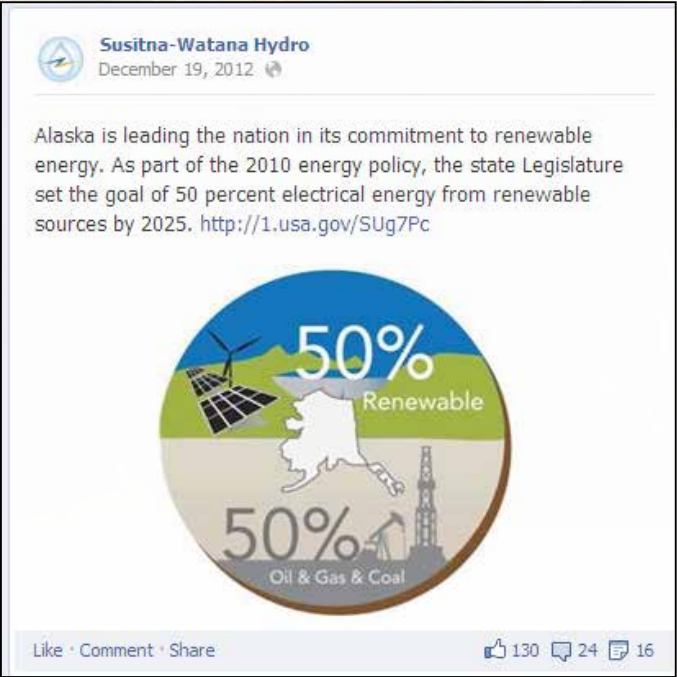 Susitna-Watana Hydro
December 19, 2012
Alaska is leading the nation in its commitment to renewable
energy. As part of the 2010 energy policy, the state Legislature
set the goal of 50 percent electrical energy from renewable
sources by 2025. http://1.usa.gov/SUg7Pc
50%
Renewable
50%
Oil & Gas & Coal
Like · Comment · Share 130 24 16